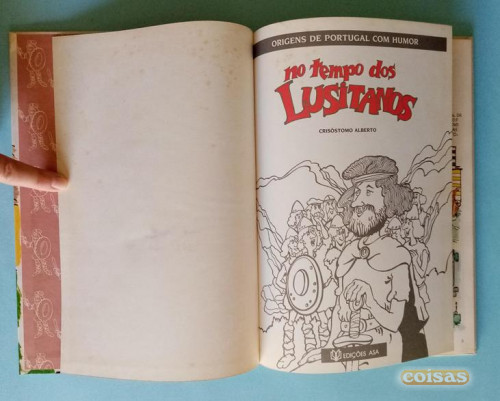 ORIGENS DE PORTUGAL COM HUMOR
no tempo dos
LUSITANOS
CRISÓSTOMO ALBERTO
EDIÇÕES ASA
coisas